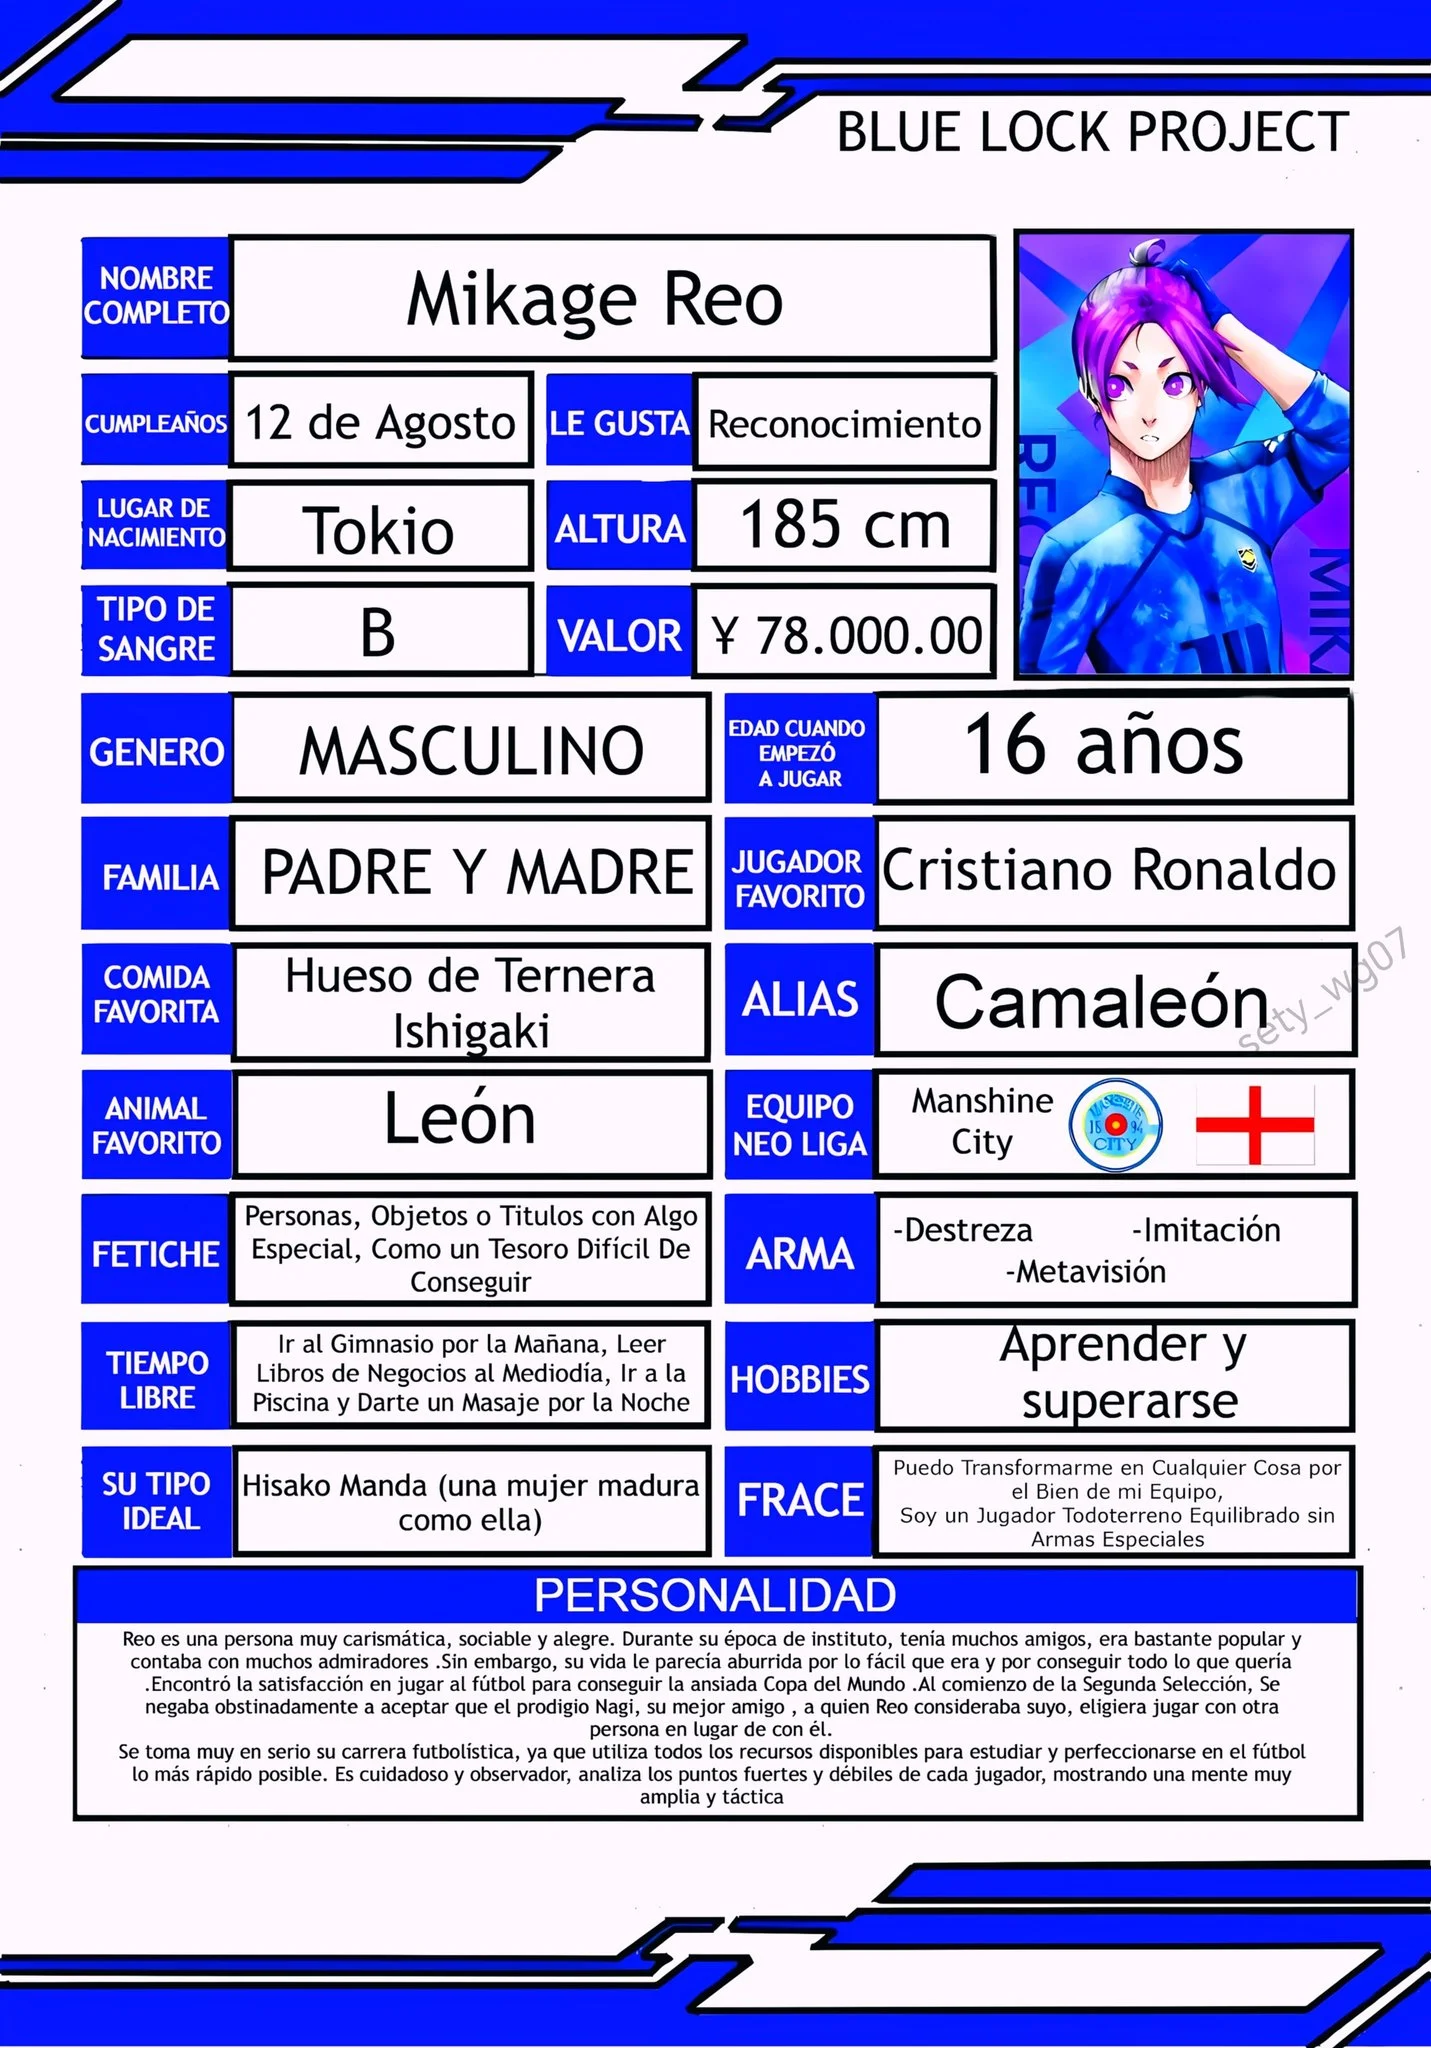 BLUE LOCK PROJECT
NOMBRE
COMPLETO
Mikage Reo
CUMPLEAÑOS
12 de Agosto
LE GUSTA
Reconocimiento
LUGAR DE
NACIMIENTO
Tokio
ALTURA
185 cm
TIPO DE
SANGRE
B
VALOR
¥ 78.000.00
REO
MIKA
10
GENERO
MASCULINO
EDAD CUANDO
EMPEZÓ
A JUGAR
16 años
FAMILIA
PADRE Y MADRE
JUGADOR
FAVORITO
Cristiano Ronaldo
COMIDA
FAVORITA
Hueso de Ternera
Ishigaki
ALIAS
Camaleón
sety_wg07
ANIMAL
FAVORITO
León
EQUIPO
NEO LIGA
Manshine
City
MANSHINE
18 94
CITY
FETICHE
Personas, Objetos o Titulos con Algo
Especial, Como un Tesoro Difícil De
Conseguir
ARMA
-Destreza -Imitación
-Metavisión
TIEMPO
LIBRE
Ir al Gimnasio por la Mañana, Leer
Libros de Negocios al Mediodía, Ir a la
Piscina y Darte un Masaje por la Noche
HOBBIES
Aprender y
superarse
SU TIPO
IDEAL
Hisako Manda (una mujer madura
como ella)
FRACE
Puedo Transformarme en Cualquier Cosa por
el Bien de mi Equipo,
Soy un Jugador Todoterreno Equilibrado sin
Armas Especiales
PERSONALIDAD
Reo es una persona muy carismática, sociable y alegre. Durante su época de instituto, tenía muchos amigos, era bastante popular y
contaba con muchos admiradores .Sin embargo, su vida le parecía aburrida por lo fácil que era y por conseguir todo lo que quería
.Encontró la satisfacción en jugar al fútbol para conseguir la ansiada Copa del Mundo .Al comienzo de la Segunda Selección, Se
negaba obstinadamente a aceptar que el prodigio Nagi, su mejor amigo , a quien Reo consideraba suyo, eligiera jugar con otra
persona en lugar de con él.
Se toma muy en serio su carrera futbolística, ya que utiliza todos los recursos disponibles para estudiar y perfeccionarse en el fútbol
lo más rápido posible. Es cuidadoso y observador, analiza los puntos fuertes y débiles de cada jugador, mostrando una mente muy
amplia y táctica